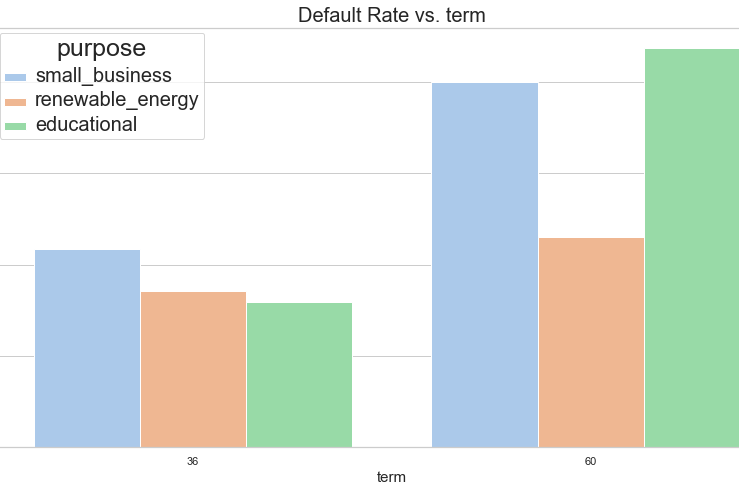 Default Rate vs. term
purpose
small_business
renewable_energy
educational
36
60
term